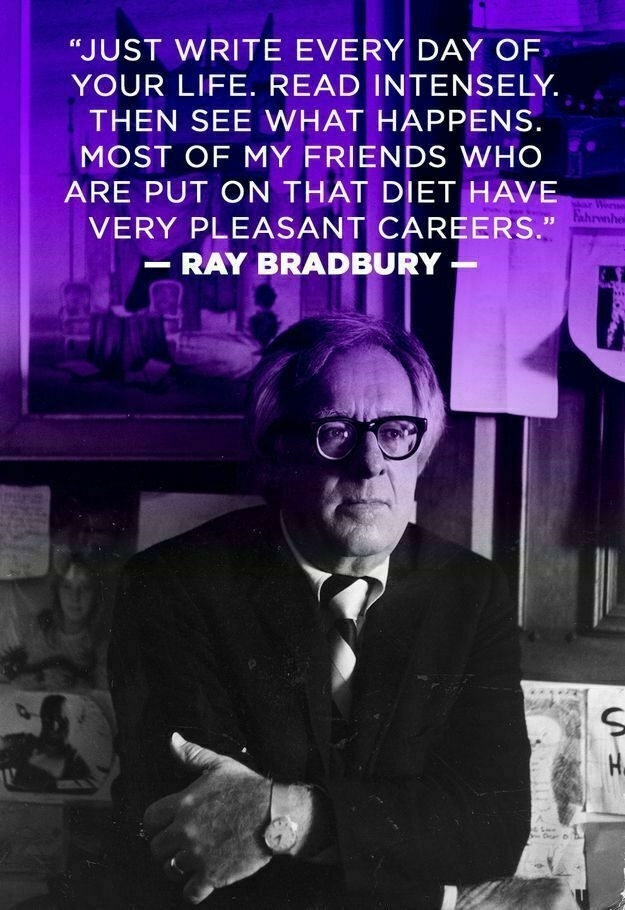 “JUST WRITE EVERY DAY OF
YOUR LIFE. READ INTENSELY.
THEN SEE WHAT HAPPENS.
MOST OF MY FRIENDS WHO
ARE PUT ON THAT DIET HAVE
VERY PLEASANT CAREERS.”
— RAY BRADBURY —
Fahrenhe
S
H